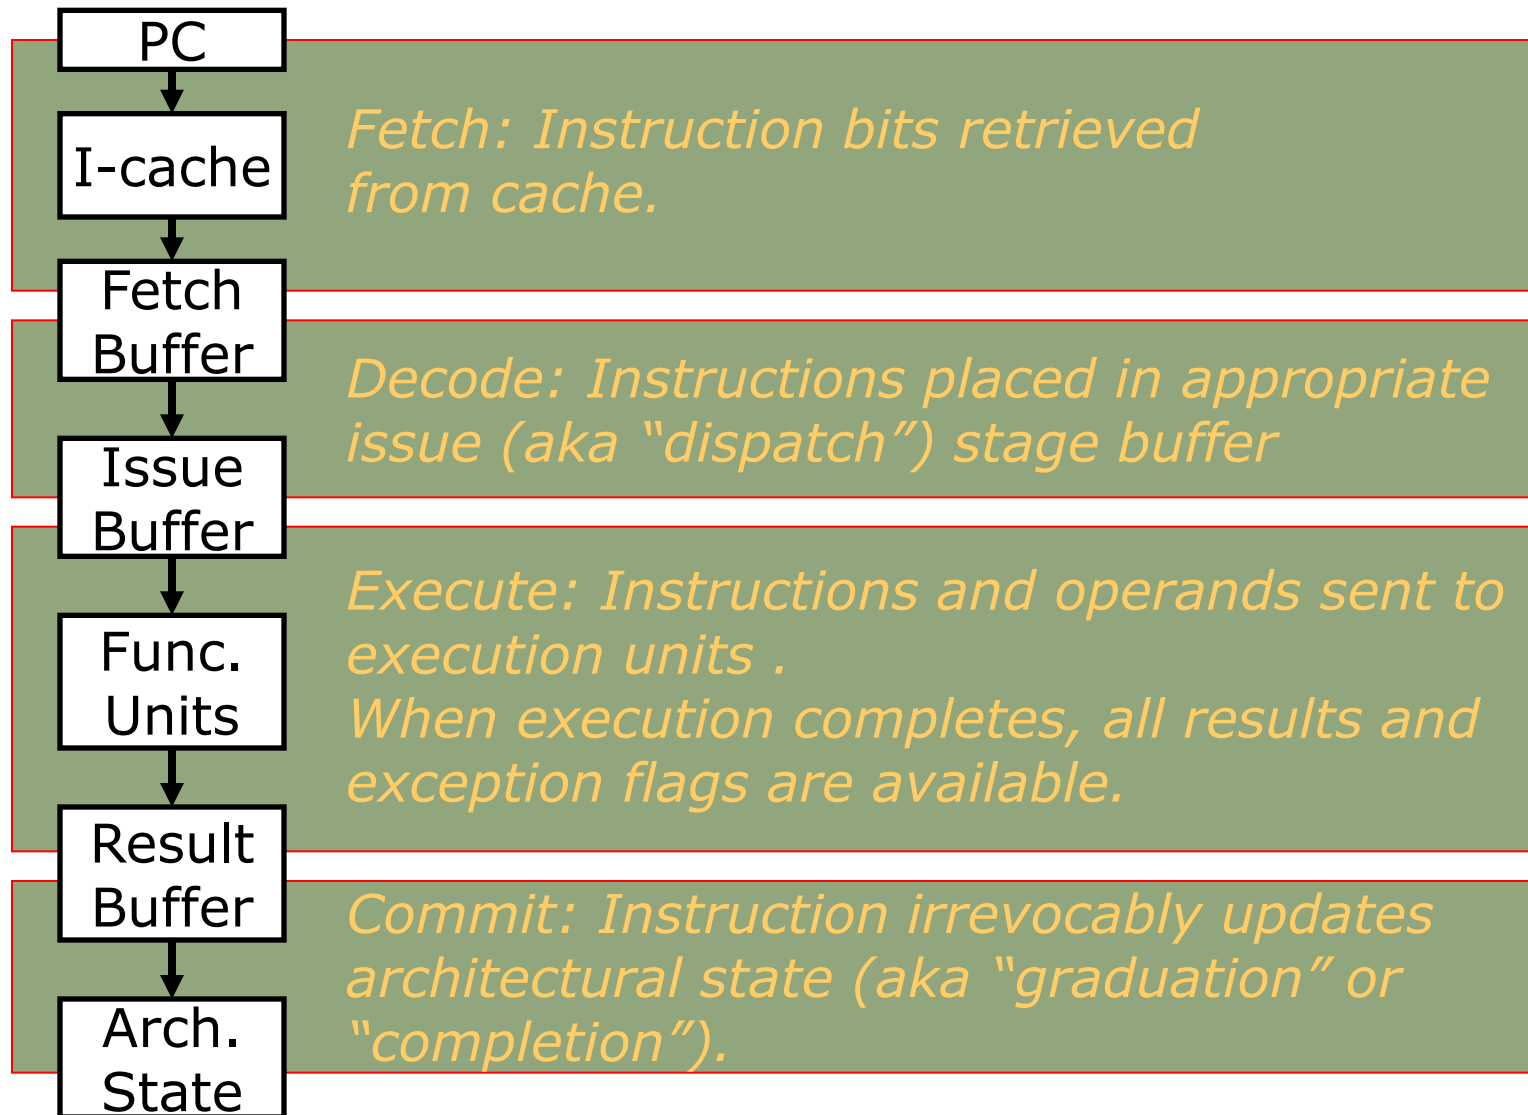 PC
I-cache
Fetch: Instruction bits retrieved
from cache.
Fetch
Buffer
Decode: Instructions placed in appropriate
issue (aka “dispatch”) stage buffer
Issue
Buffer
Execute: Instructions and operands sent to
execution units .
When execution completes, all results and
exception flags are available.
Func.
Units
Result
Buffer
Commit: Instruction irrevocably updates
architectural state (aka “graduation” or
“completion”).
Arch.
State